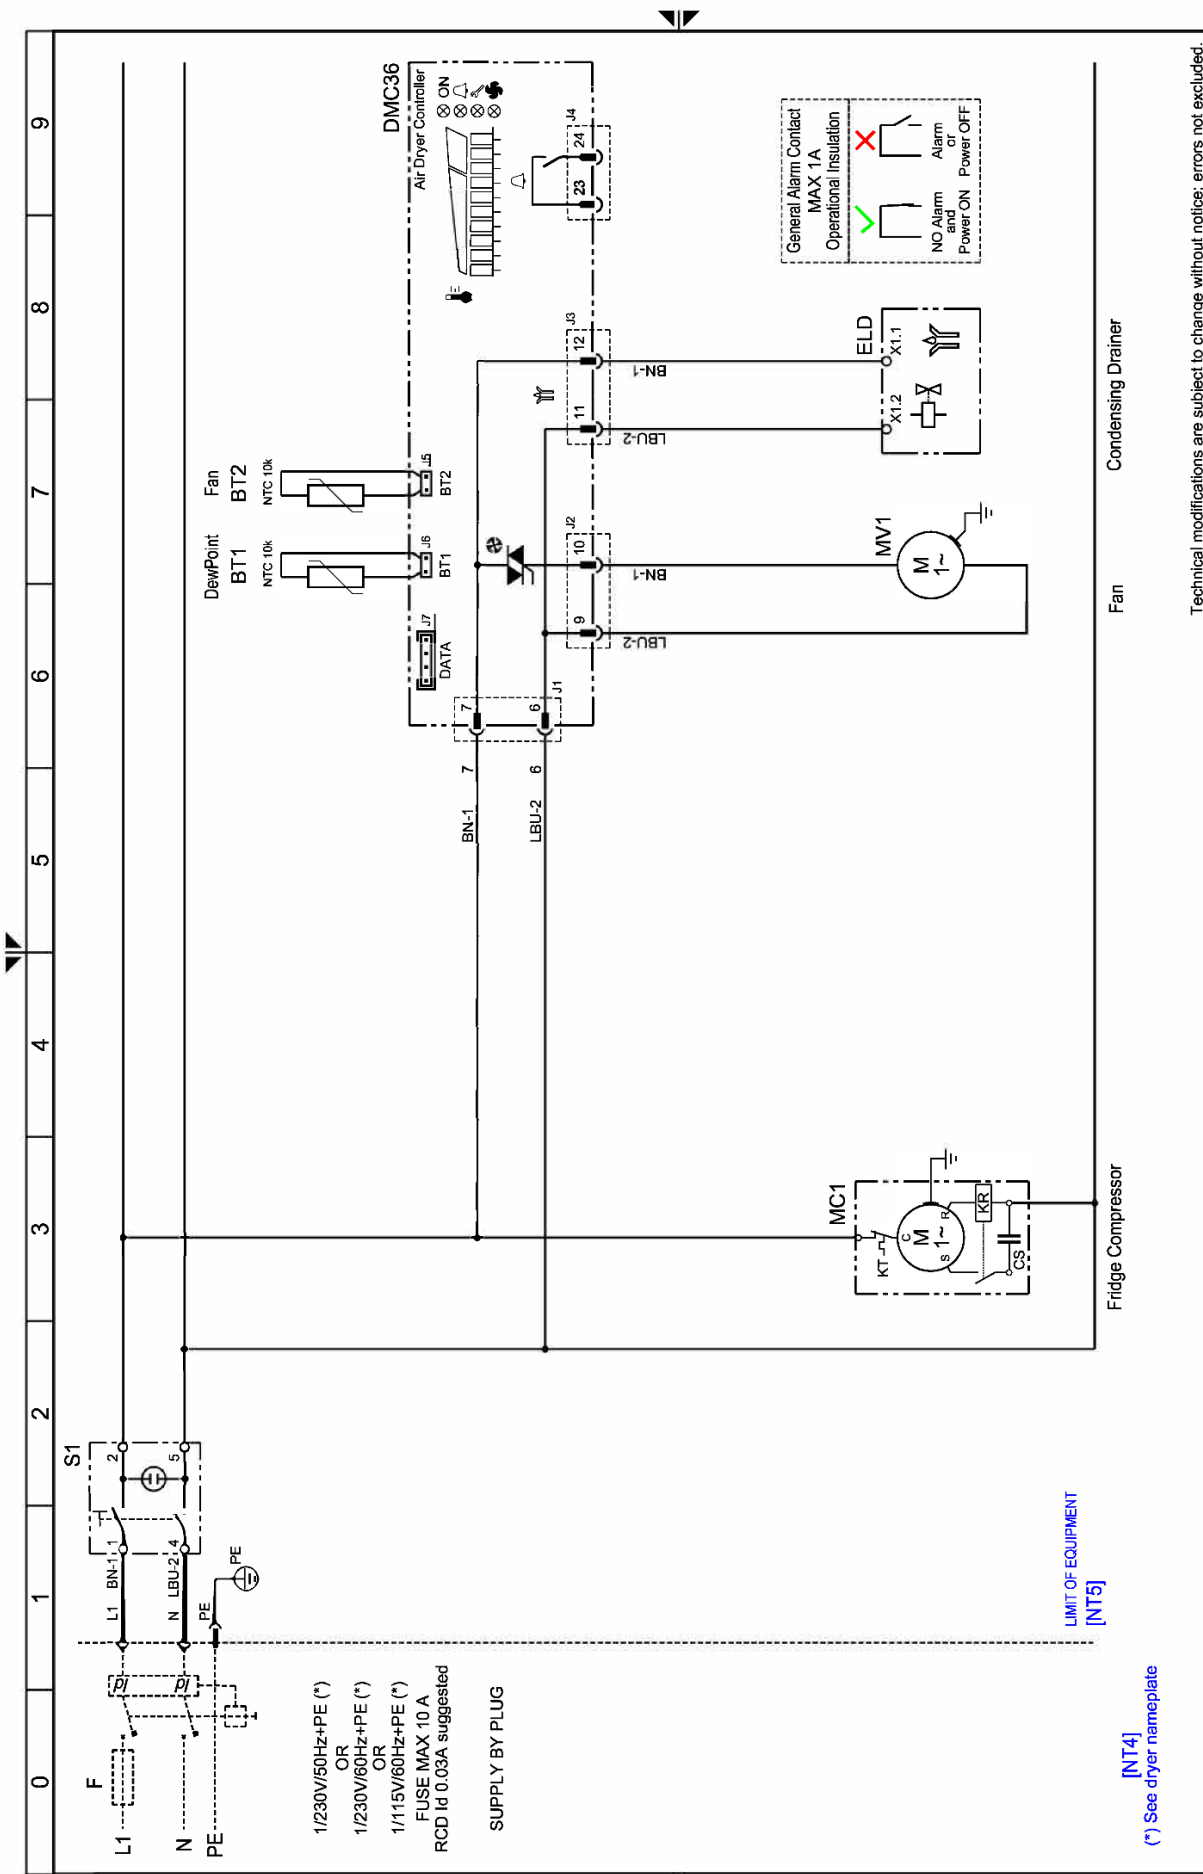 0
1
2
3
4
5
6
7
8
9
F
L1
N
PE
Id
Id
L1
N
PE
BN-1
LBU-2
PE
S1
1
2
4
5
1/230V/50Hz+PE (*)
OR
1/230V/60Hz+PE (*)
OR
1/115V/60Hz+PE (*)
FUSE MAX 10 A
RCD Id 0.03A suggested
SUPPLY BY PLUG
LIMIT OF EQUIPMENT
[NT5]
[NT4]
(*) See dryer nameplate
MC1
KT
C
M
1~
S
R
KR
CS
Fridge Compressor
BN-1
7
LBU-2
6
7
6
J1
DewPoint
BT1
NTC 10k
Fan
BT2
NTC 10k
J7
DATA
J6
BT1
J5
BT2
DMC36
Air Dryer Controller
ON
J2
9
10
LBU-2
BN-1
J3
11
12
LBU-2
BN-1
J4
23
24
MV1
M
1~
Fan
ELD
X1.2
X1.1
Condensing Drainer
General Alarm Contact
MAX 1A
Operational Insulation
NO Alarm
and
Power ON
Alarm
or
Power OFF
Technical modifications are subject to change without notice; errors not excluded.